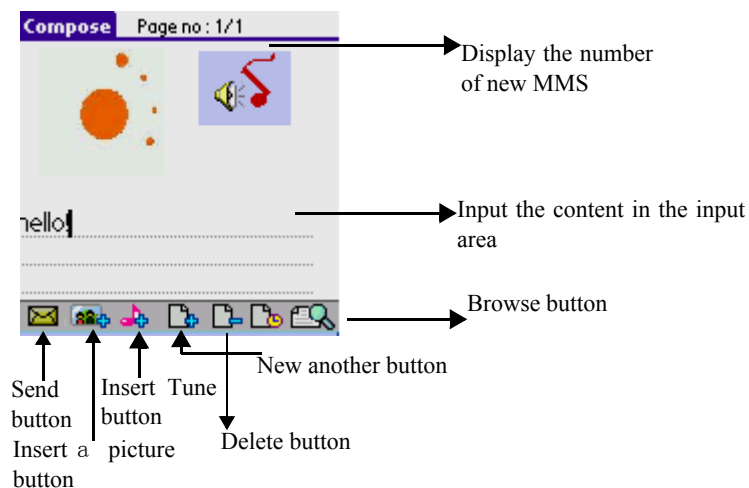 Compose Page no : 1/1
Display the number
of new MMS
hello!
Input the content in the input
area
Browse button
New another button
Send
button
Insert Tune
button
Insert a picture
button
Delete button